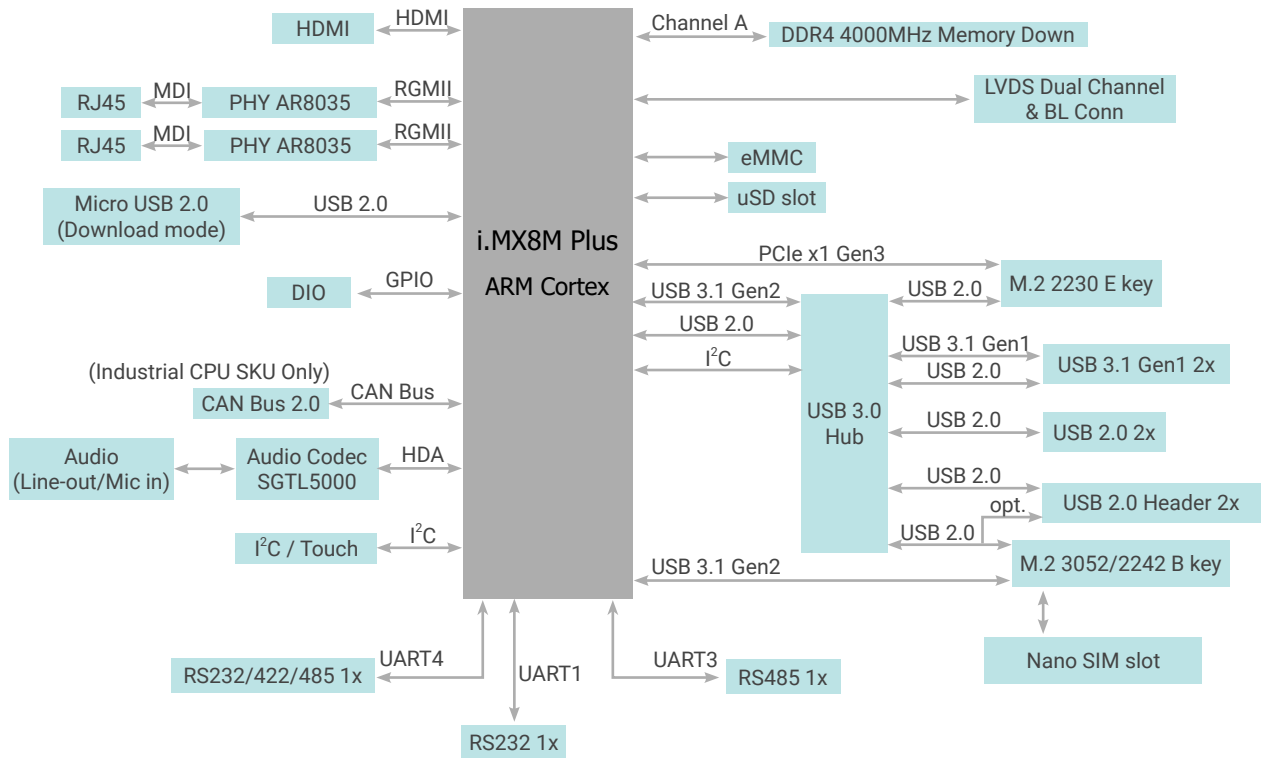 HDMI
HDMI
Channel A
DDR4 4000MHz Memory Down
RJ45
MDI
PHY AR8035
RGMII
LVDS Dual Channel
& BL Conn
RJ45
MDI
PHY AR8035
RGMII
eMMC
uSD slot
Micro USB 2.0
(Download mode)
USB 2.0
i.MX8M Plus
ARM Cortex
PCIe x1 Gen3
M.2 2230 E key
DIO
GPIO
USB 3.1 Gen2
USB 2.0
USB 2.0
I²C
USB 3.0
Hub
USB 3.1 Gen1
USB 2.0
USB 3.1 Gen1 2x
(Industrial CPU SKU Only)
CAN Bus 2.0
CAN Bus
USB 2.0
USB 2.0 2x
Audio
(Line-out/Mic in)
Audio Codec
SGTL5000
HDA
USB 2.0
opt.
USB 2.0 Header 2x
USB 2.0
I²C / Touch
I²C
USB 3.1 Gen2
M.2 3052/2242 B key
Nano SIM slot
RS232/422/485 1x
UART4
UART1
UART3
RS485 1x
RS232 1x